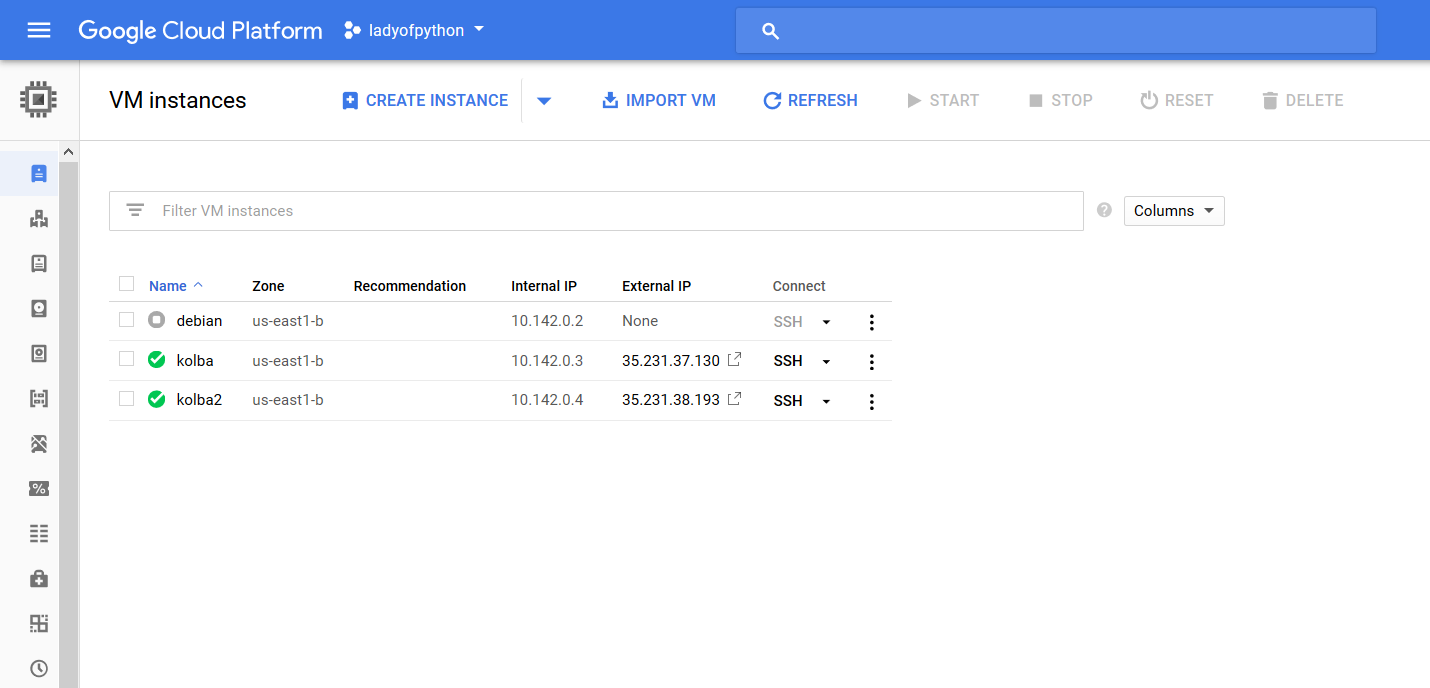 Google Cloud Platform ladyofpython
VM instances CREATE INSTANCE IMPORT VM REFRESH START STOP RESET DELETE
Filter VM instances ? Columns
Name Zone Recommendation Internal IP External IP Connect
debian us-east1-b 10.142.0.2 None SSH
kolba us-east1-b 10.142.0.3 35.231.37.130 SSH
kolba2 us-east1-b 10.142.0.4 35.231.38.193 SSH
%